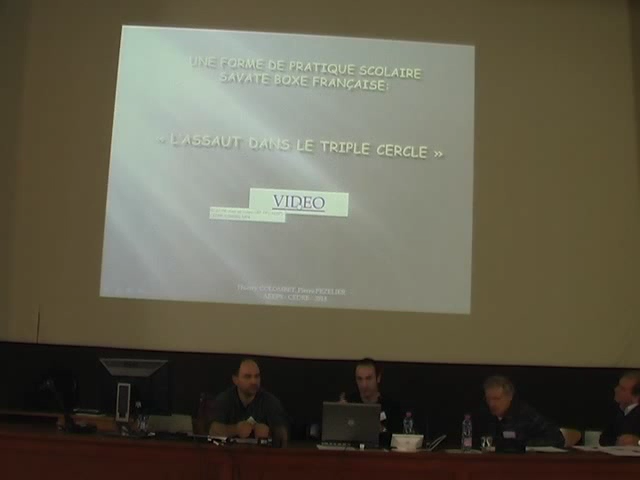 UNE FORME DE PRATIQUE SCOLAIRE
SAVATE BOXE FRANÇAISE:
« L'ASSAUT DANS LE TRIPLE CERCLE »
VIDEO